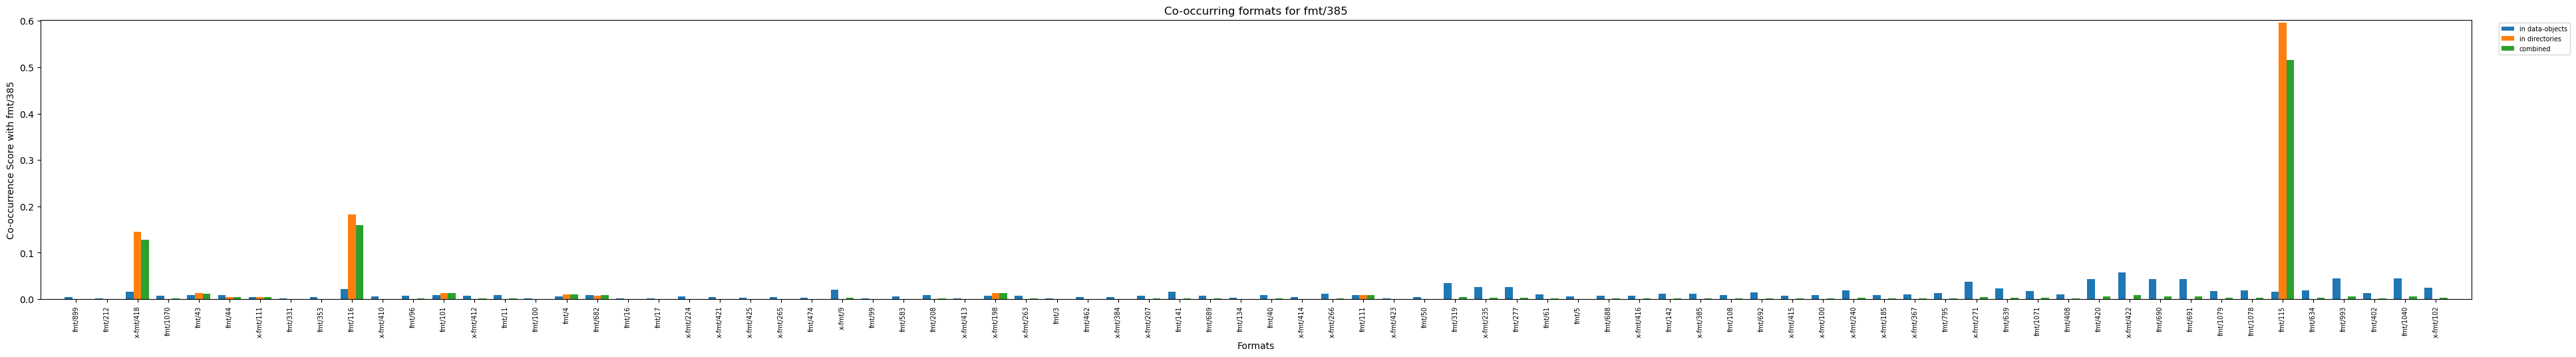 Co-occurring formats for fmt/385
in data-objects
in directories
combined
Co-occurrence Score with fmt/385
0.6
0.5
0.4
0.3
0.2
0.1
0.0
fmt/899
fmt/212
x-fmt/418
fmt/1070
fmt/43
fmt/44
x-fmt/111
fmt/331
fmt/353
fmt/116
x-fmt/410
fmt/96
fmt/101
x-fmt/412
fmt/11
fmt/100
fmt/4
fmt/682
fmt/16
fmt/17
x-fmt/224
x-fmt/421
x-fmt/425
x-fmt/265
fmt/474
x-fmt/9
fmt/99
fmt/583
fmt/208
x-fmt/413
x-fmt/198
x-fmt/263
fmt/3
fmt/462
x-fmt/384
x-fmt/207
fmt/141
fmt/689
fmt/134
fmt/40
x-fmt/414
x-fmt/266
fmt/111
x-fmt/423
fmt/50
fmt/319
x-fmt/235
fmt/277
fmt/61
fmt/5
fmt/688
x-fmt/416
fmt/142
x-fmt/385
fmt/108
fmt/692
x-fmt/415
x-fmt/100
x-fmt/240
x-fmt/185
x-fmt/367
fmt/795
x-fmt/271
fmt/639
fmt/1071
fmt/408
fmt/420
x-fmt/422
fmt/690
fmt/691
fmt/1079
fmt/1078
fmt/115
fmt/634
fmt/993
fmt/402
fmt/1040
x-fmt/102
Formats